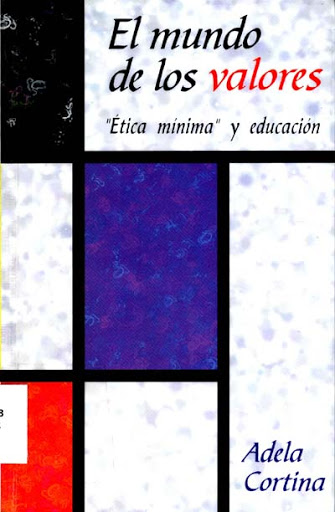 El mundo
de los valores
"Ética mínima" y educación
Adela
Cortina